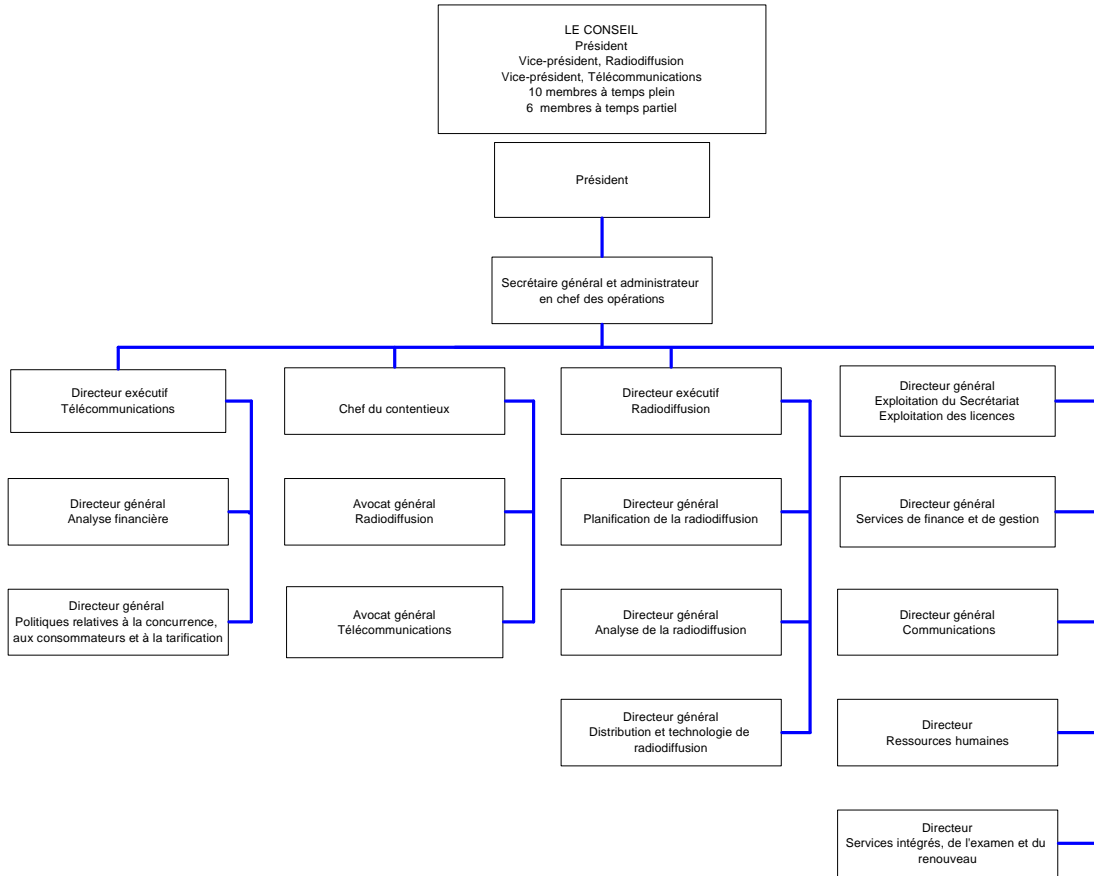 LE CONSEIL
Président
Vice-président, Radiodiffusion
Vice-président, Télécommunications
10 membres à temps plein
6 membres à temps partiel
Président
Secrétaire général et administrateur
en chef des opérations
Directeur exécutif
Télécommunications
Chef du contentieux
Directeur exécutif
Radiodiffusion
Directeur général
Exploitation du Secrétariat
Exploitation des licences
Directeur général
Analyse financière
Avocat général
Radiodiffusion
Directeur général
Planification de la radiodiffusion
Directeur général
Services de finance et de gestion
Directeur général
Politiques relatives à la concurrence,
aux consommateurs et à la tarification
Avocat général
Télécommunications
Directeur général
Analyse de la radiodiffusion
Directeur général
Communications
Directeur général
Distribution et technologie de
radiodiffusion
Directeur
Ressources humaines
Directeur
Services intégrés, de l'examen et du
renouveau